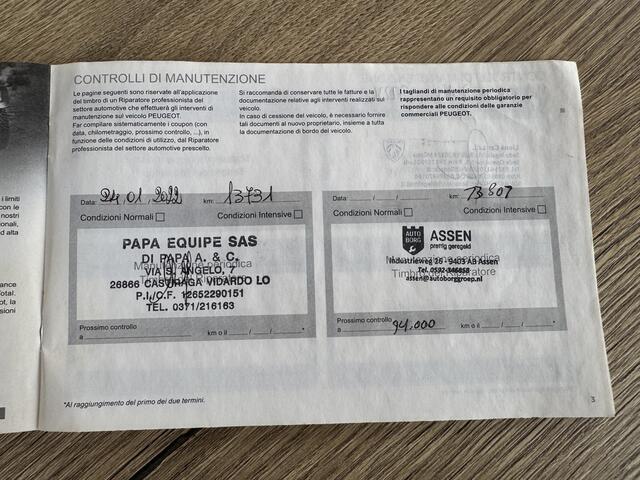 CONTROLLI DI MANUTENZIONE
Le pagine seguenti sono riservate all'applicazione
del timbro di un Riparatore professionista del
settore automotive che effettuerà gli interventi di
manutenzione sul veicolo PEUGEOT.
Far compilare sistematicamente i coupon (con
data, chilometraggio, prossimo controllo, ...), in
funzione delle condizioni di utilizzo, dal Riparatore
professionista del settore automotive prescelto.
Si raccomanda di conservare tutte le fatture e la
documentazione relative agli interventi realizzati sul
veicolo.
In caso di cessione del veicolo, è necessario fornire
tali documenti al nuovo proprietario, insieme a tutta
la documentazione di bordo del veicolo.
I tagliandi di manutenzione periodica
rappresentano un requisito obbligatorio per
rispondere alle condizioni delle garanzie
commerciali PEUGEOT.
Data: 24,01,2022 km: 13731
Condizioni Normali Condizioni Intensive
PAPA EQUIPE SAS
DI PAPA A. & C.
VIA S. ANGELO, 7
Manutenzione periodica
26866 CASTIRAGA VIDARDO LO
P.I./C.F. 12652290151
TEL. 0371/216163
Prossimo controllo
a km o il / / *
Data: / / km:
Condizioni Normali Condizioni Intensive
AUTO BORG ASSEN
prettig geregeld
Manutenzione periodica
Industrieweg 26 - 9403 AB Assen
Timbro del Riparatore
assen@autoborggroep.nl
Prossimo controllo
a 94.000 km o il / / *
*Al raggiungimento del primo dei due termini.
3